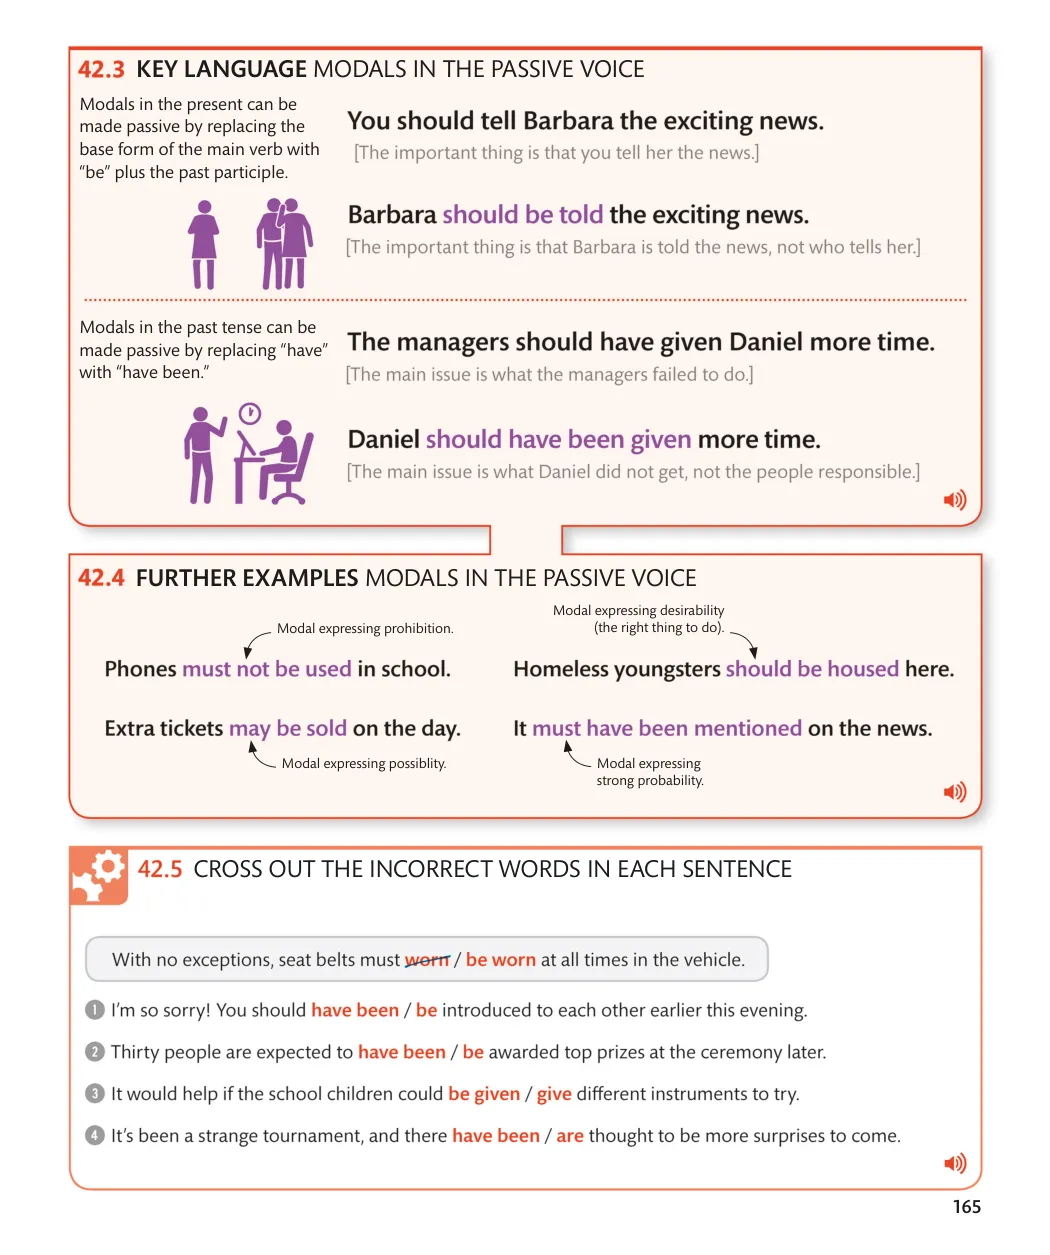 42.3 KEY LANGUAGE MODALS IN THE PASSIVE VOICE
Modals in the present can be
made passive by replacing the
base form of the main verb with
“be” plus the past participle.
You should tell Barbara the exciting news.
[The important thing is that you tell her the news.]
Barbara should be told the exciting news.
[The important thing is that Barbara is told the news, not who tells her.]
Modals in the past tense can be
made passive by replacing “have”
with “have been.”
The managers should have given Daniel more time.
[The main issue is what the managers failed to do.]
Daniel should have been given more time.
[The main issue is what Daniel did not get, not the people responsible.]
42.4 FURTHER EXAMPLES MODALS IN THE PASSIVE VOICE
Modal expressing prohibition.
Phones must not be used in school.
Modal expressing desirability
(the right thing to do).
Homeless youngsters should be housed here.
Extra tickets may be sold on the day.
Modal expressing possiblity.
It must have been mentioned on the news.
Modal expressing
strong probability.
42.5 CROSS OUT THE INCORRECT WORDS IN EACH SENTENCE
With no exceptions, seat belts must worn / be worn at all times in the vehicle.
1 I’m so sorry! You should have been / be introduced to each other earlier this evening.
2 Thirty people are expected to have been / be awarded top prizes at the ceremony later.
3 It would help if the school children could be given / give different instruments to try.
4 It’s been a strange tournament, and there have been / are thought to be more surprises to come.
165